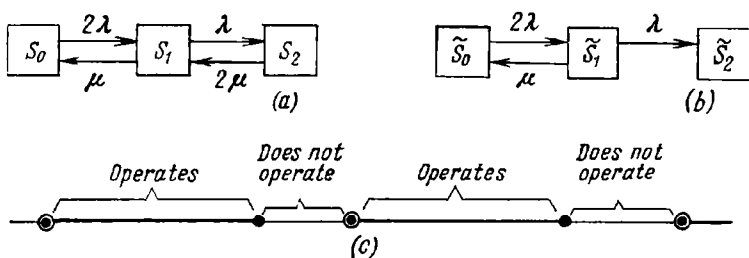 2λ λ
S₀ S₁ S₂
μ 2μ
(a)
2λ λ
S̃₀ S̃₁ S̃₂
μ
(b)
Operates Does not operate Operates Does not operate
(c)